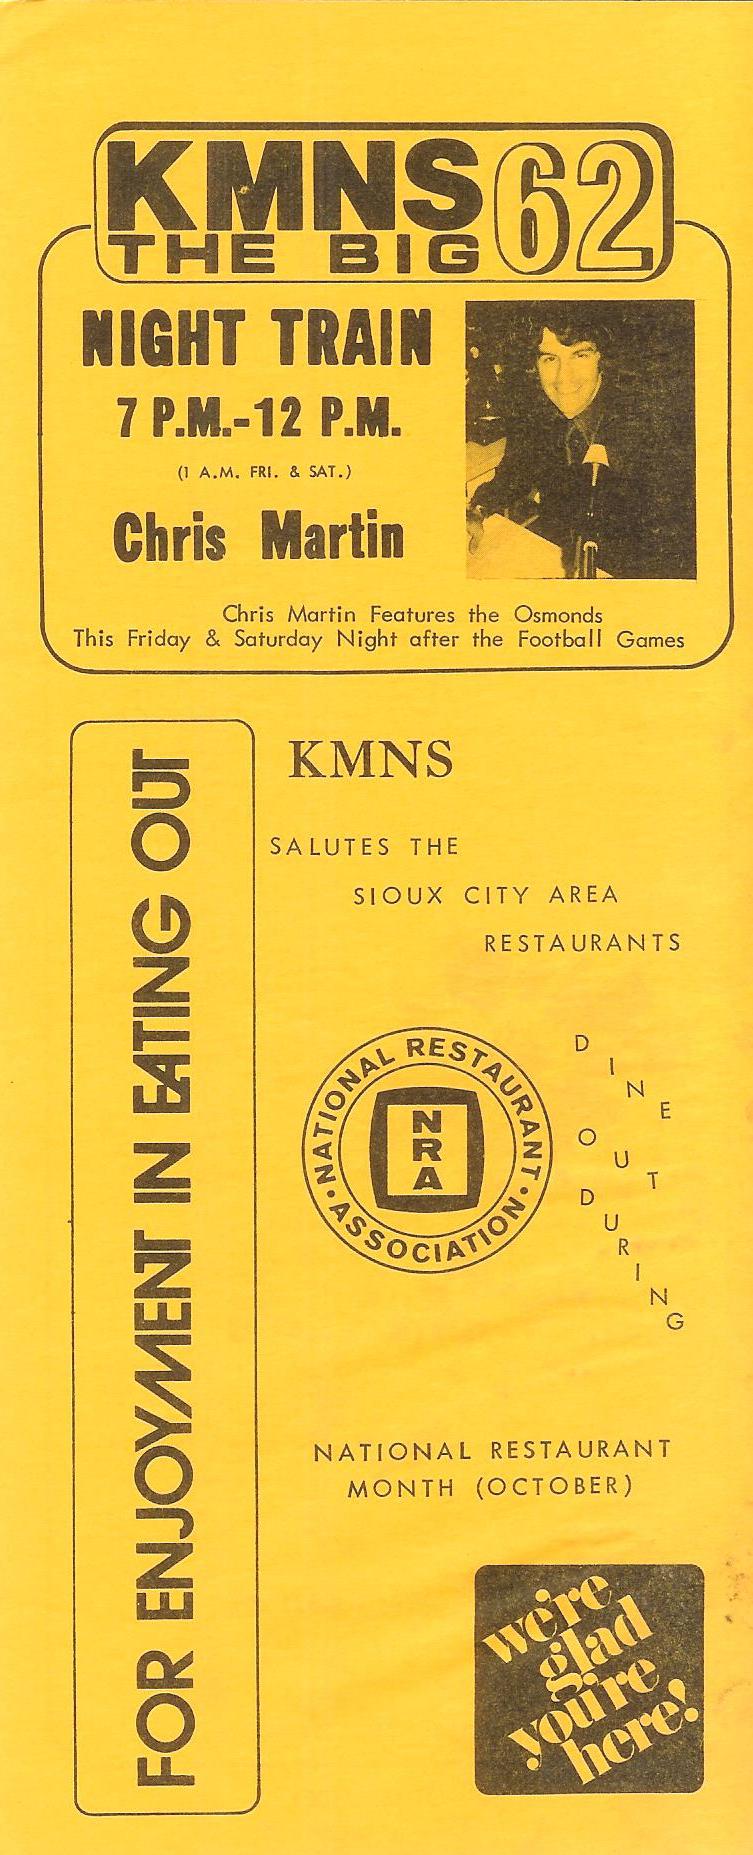 KMNS 62
THE BIG
NIGHT TRAIN
7 P.M.-12 P.M.
(1 A.M. FRI. & SAT.)
Chris Martin
Chris Martin Features the Osmonds
This Friday & Saturday Night after the Football Games
FOR ENJOYMENT IN EATING OUT
KMNS
SALUTES THE
SIOUX CITY AREA
RESTAURANTS
NATIONAL RESTAURANT
• ASSOCIATION •
N
R
A
DINE
OUT
DURING
NATIONAL RESTAURANT
MONTH (OCTOBER)
we're
glad
you're
here!